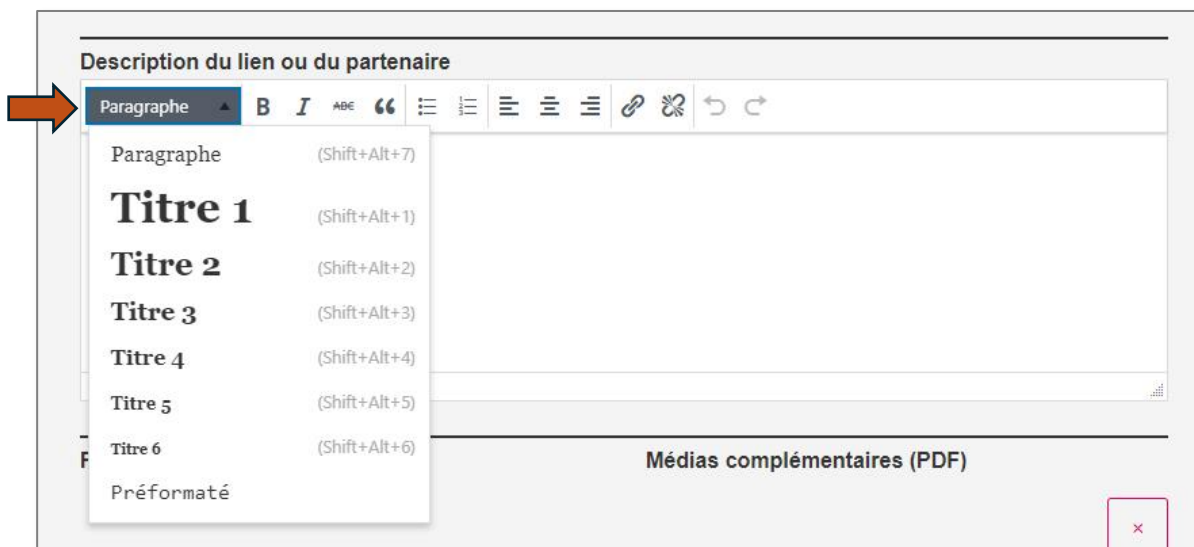 Description du lien ou du partenaire
Paragraphe B I ABC
Paragraphe (Shift+Alt+7)
Titre 1 (Shift+Alt+1)
Titre 2 (Shift+Alt+2)
Titre 3 (Shift+Alt+3)
Titre 4 (Shift+Alt+4)
Titre 5 (Shift+Alt+5)
Titre 6 (Shift+Alt+6)
Médias complémentaires (PDF)
Préformaté